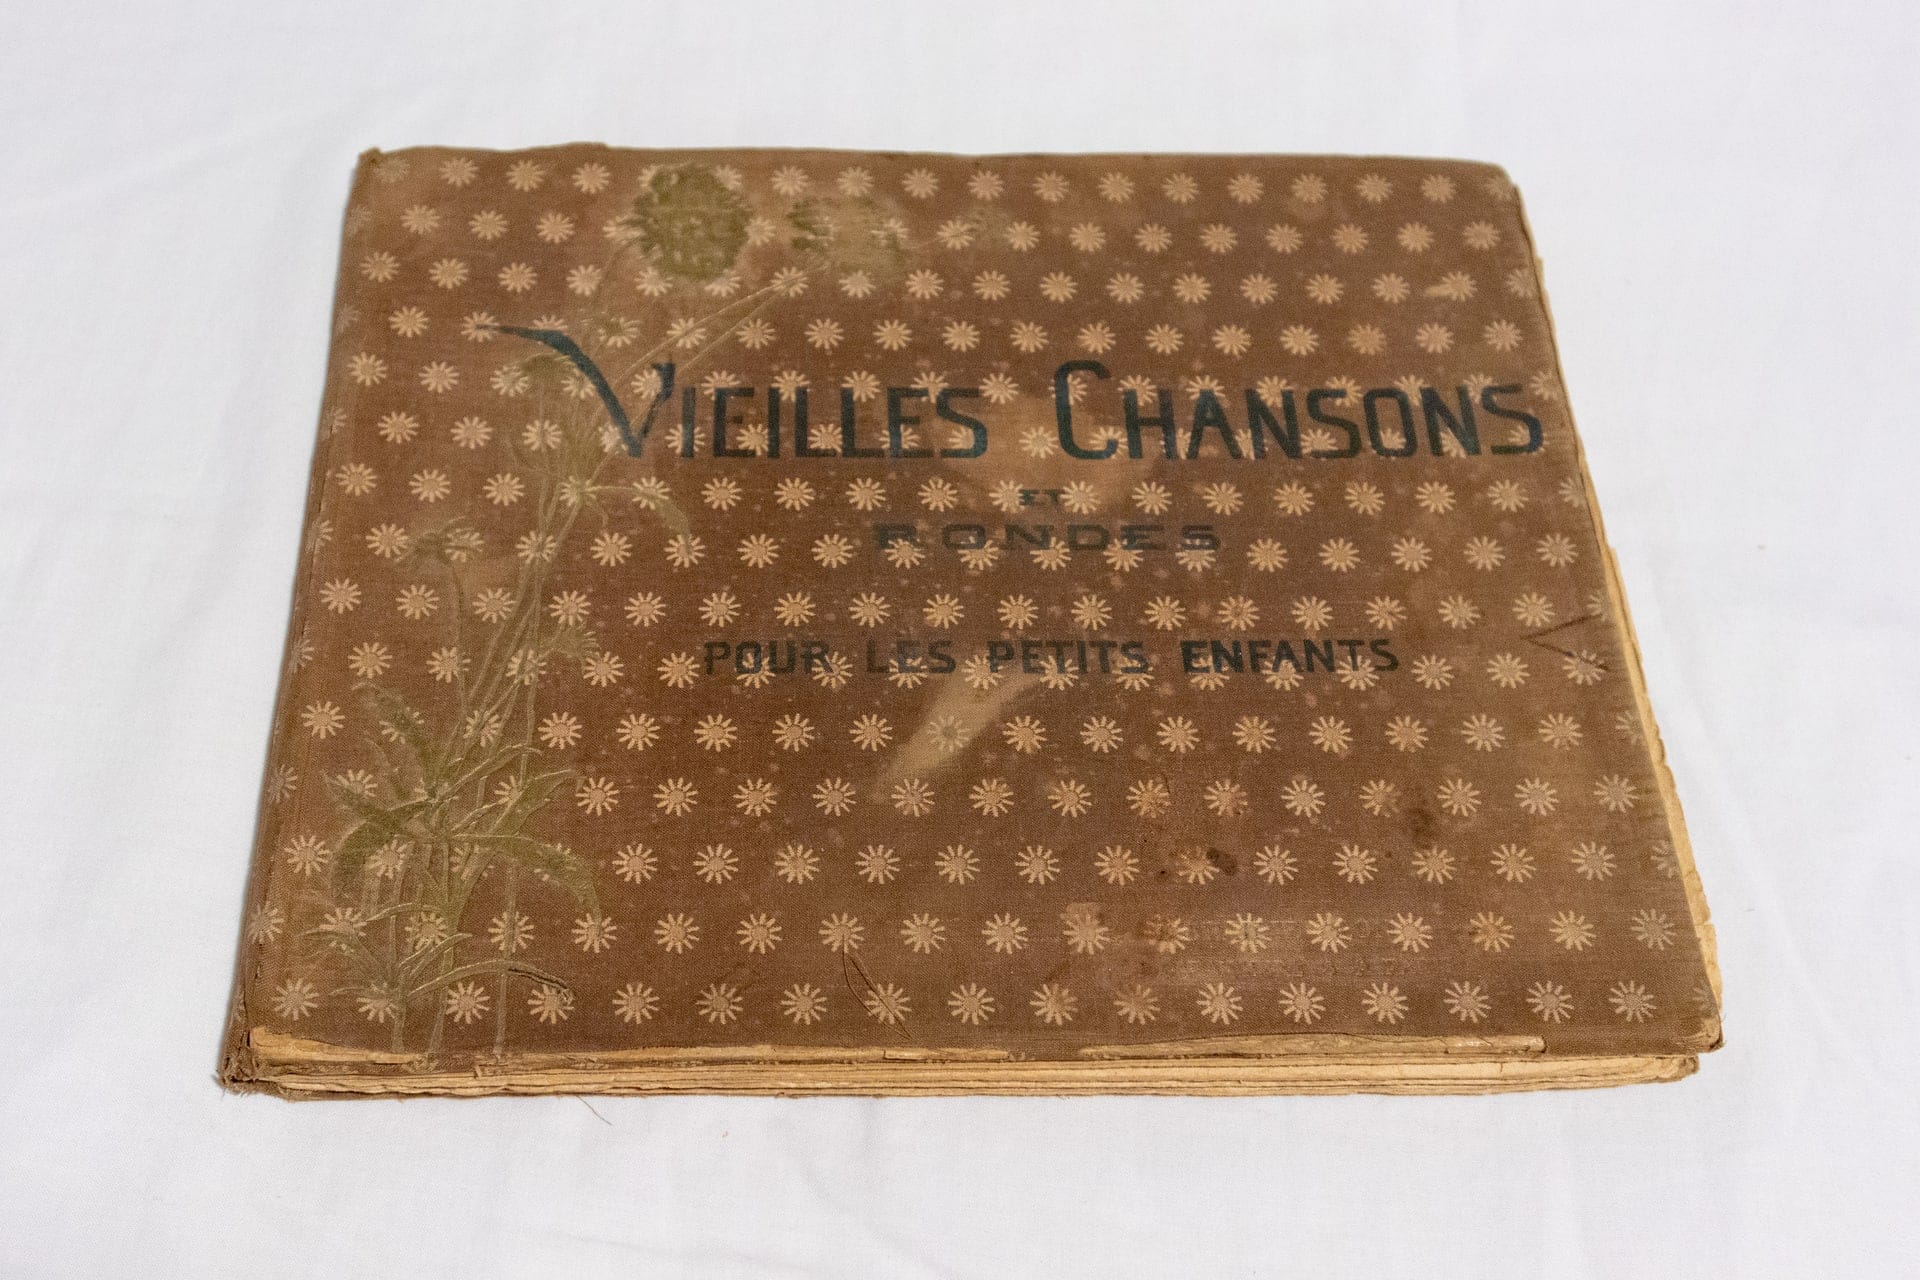 VIEILLES CHANSONS
ET
RONDES
POUR LES PETITS ENFANTS